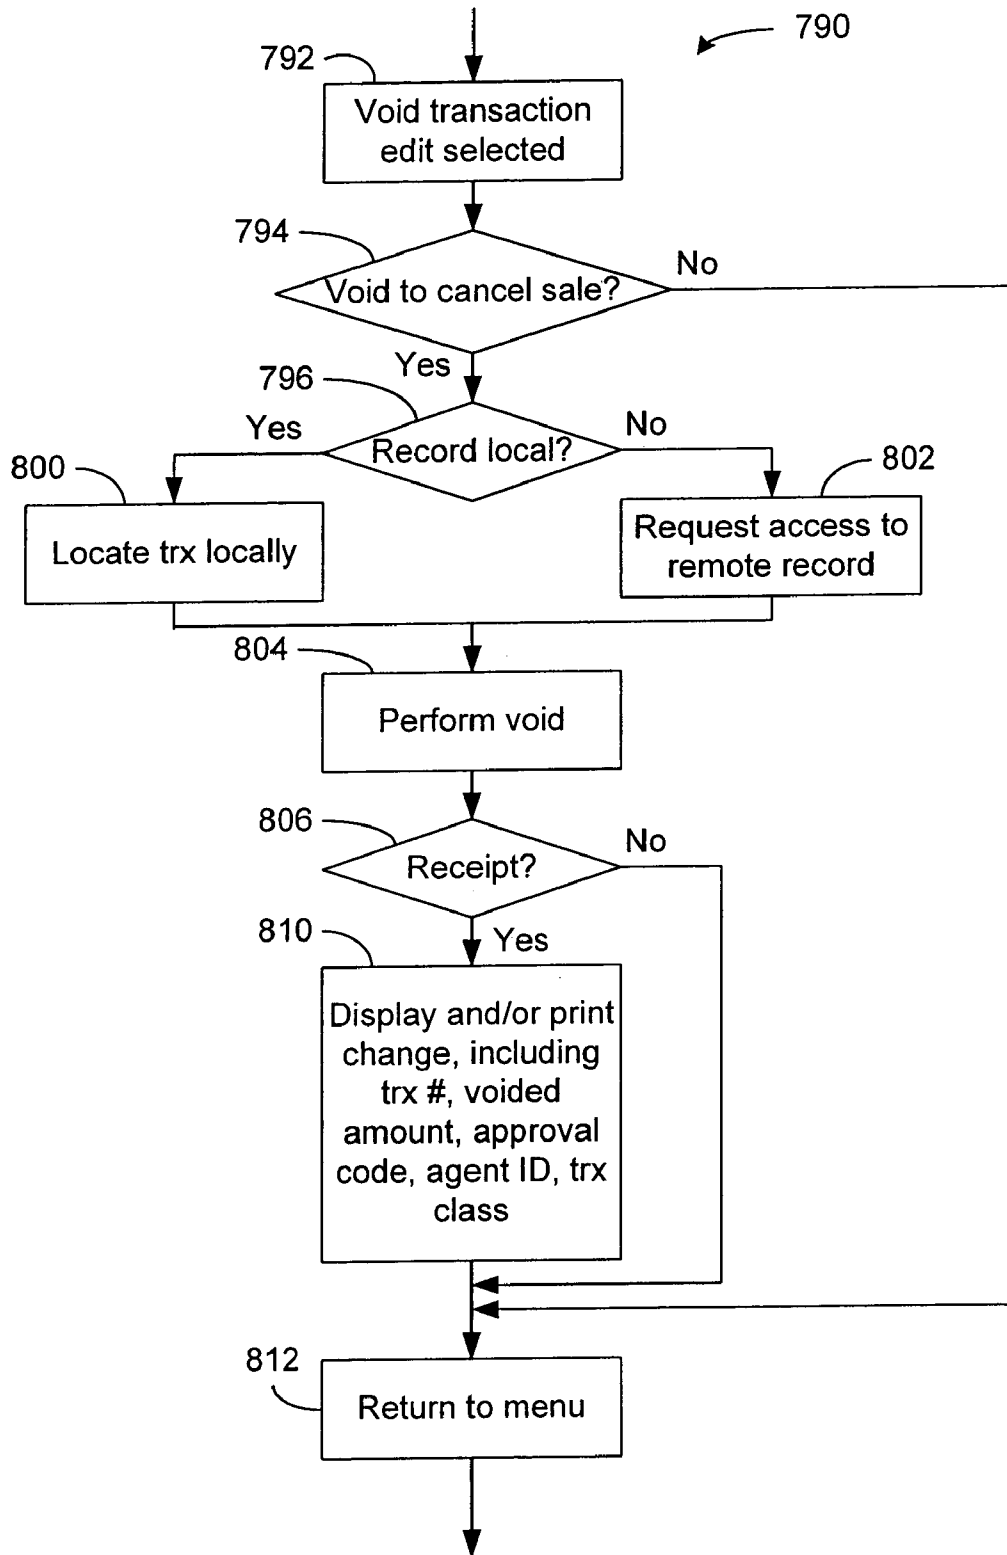 790
792
Void transaction
edit selected
794
Void to cancel sale?
No
Yes
796
Yes
Record local?
No
800
Locate trx locally
802
Request access to
remote record
804
Perform void
806
Receipt?
No
Yes
810
Display and/or print
change, including
trx #, voided
amount, approval
code, agent ID, trx
class
812
Return to menu